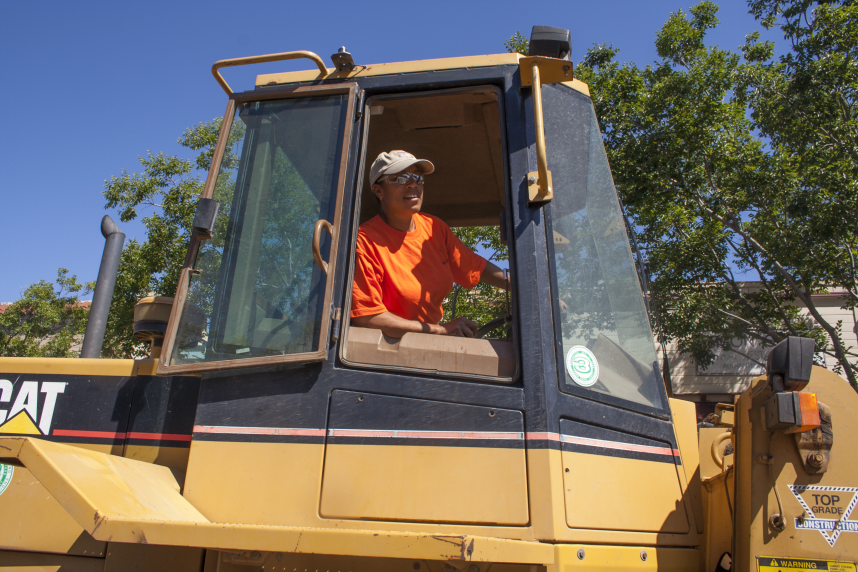 CAT
TOP
GRADE
CONSTRUCTION
WARNING